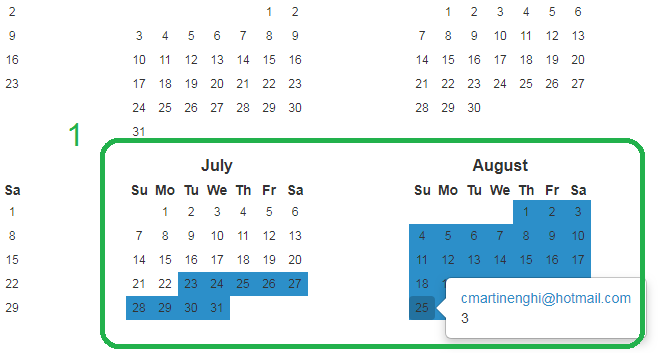 2 1 2 1 2 3 4 5 6
9 3 4 5 6 7 8 9 7 8 9 10 11 12 13
16 10 11 12 13 14 15 16 14 15 16 17 18 19 20
23 17 18 19 20 21 22 23 21 22 23 24 25 26 27
24 25 26 27 28 29 30 28 29 30
1 31
July August
Sa Su Mo Tu We Th Fr Sa Su Mo Tu We Th Fr Sa
1 1 2 3 4 5 6 1 2 3
8 7 8 9 10 11 12 13 4 5 6 7 8 9 10
15 14 15 16 17 18 19 20 11 12 13 14 15 16 17
22 21 22 23 24 25 26 27 18
29 28 29 30 31 25
cmartinenghi@hotmail.com
3